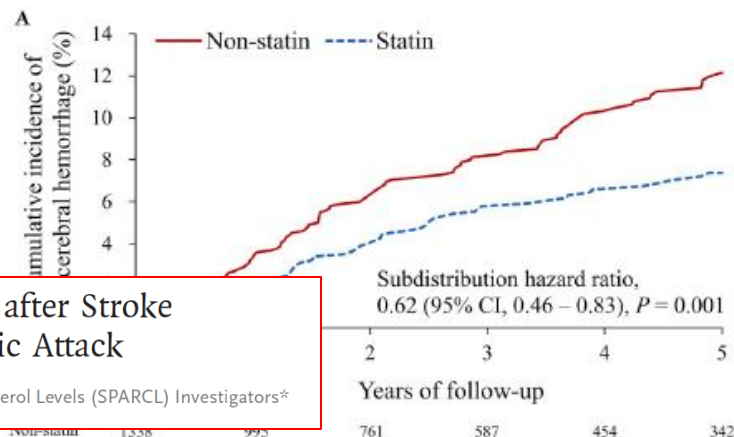 A
14
Non-statin
Statin
umulative incidence of
cerebral hemorrhage (%)
12
10
8
6
4
Subdistribution hazard ratio,
0.62 (95% CI, 0.46 – 0.83), P = 0.001
after Stroke
ic Attack
erol Levels (SPARCL) Investigators*
2
3
4
5
Years of follow-up
Non-statin
1338
995
761
587
454
342